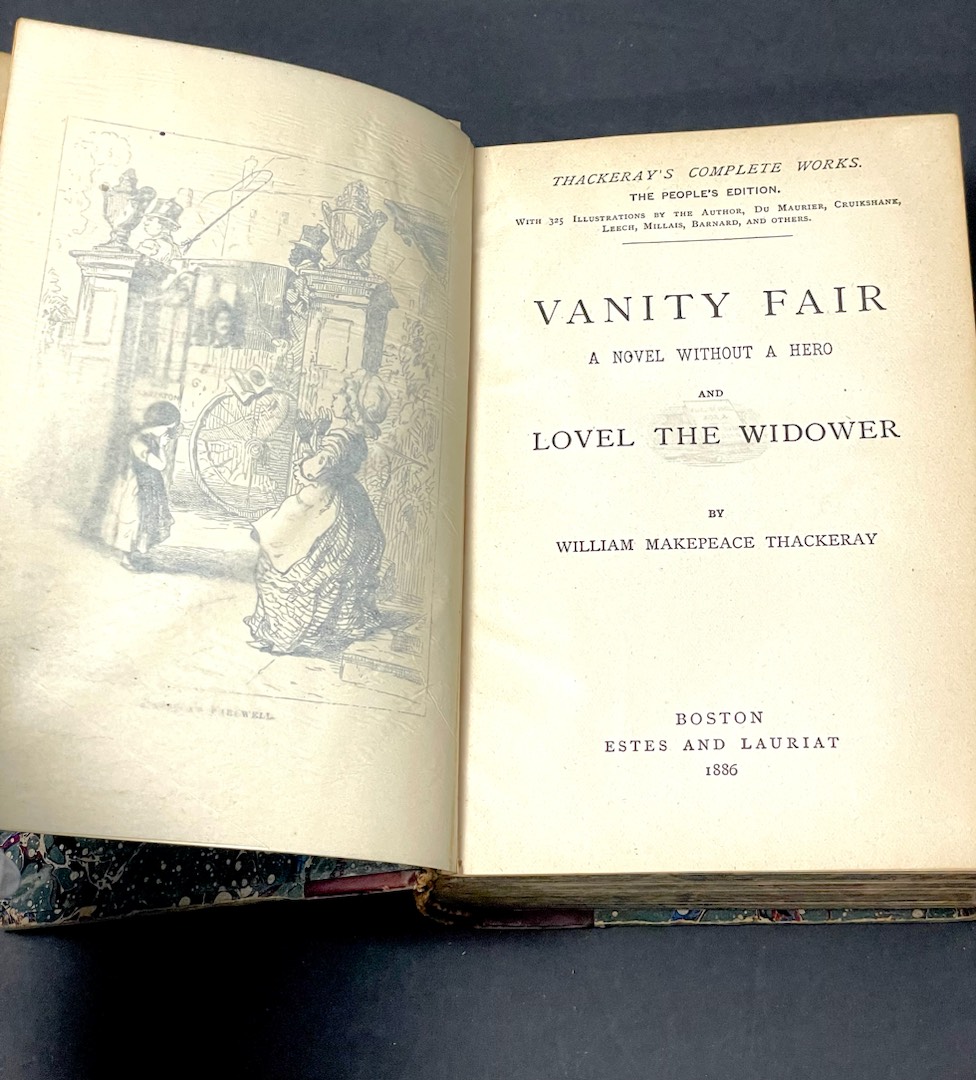 FAREWELL.
THACKERAY'S COMPLETE WORKS.
THE PEOPLE'S EDITION.
WITH 325 ILLUSTRATIONS BY THE AUTHOR, DU MAURIER, CRUIKSHANK,
LEECH, MILLAIS, BARNARD, AND OTHERS.
VANITY FAIR
A NOVEL WITHOUT A HERO
AND
LOVEL THE WIDOWER
BY
WILLIAM MAKEPEACE THACKERAY
BOSTON
ESTES AND LAURIAT
1886